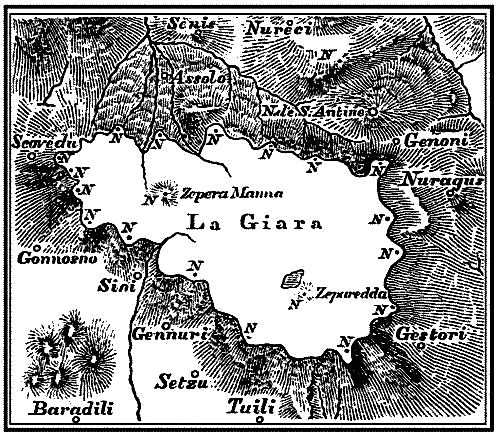 Senis
Nureci
N
Assolo
N. de S. Antine
Scovedu
N
N
N
N
N
Genoni
N
N
N
N
Nuragus
N
Zepera Manna
N
La Giara
N
N
N
N
Gonnosno
N
Sini
Zeparedda
N
N
Gennuri
N
N
Gestori
Setzu
Baradili
Tuili